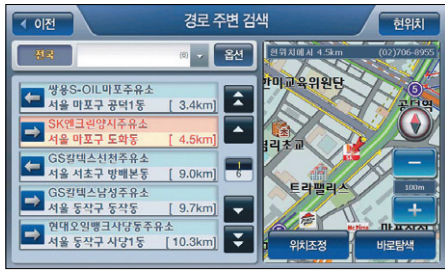 이전
경로 주변 검색
현위치
전국
(6)
옵션
쌍용S-OIL마포주유소
서울 마포구 공덕1동 [ 3.4km]
SK엔크린양지주유소
서울 마포구 도화동 [ 4.5km]
GS칼텍스신천주유소
서울 서초구 방배본동 [ 9.0km]
GS칼텍스남성주유소
서울 동작구 동작동 [ 9.7km]
현대오일뱅크사당동주유소
서울 동작구 사당1동 [10.3km]
1
6
현위치에서 4.5km
(02)706-8955
한미교육위원단
5
공덕역
초교
트라팰리스
100m
위치조정
바로탐색